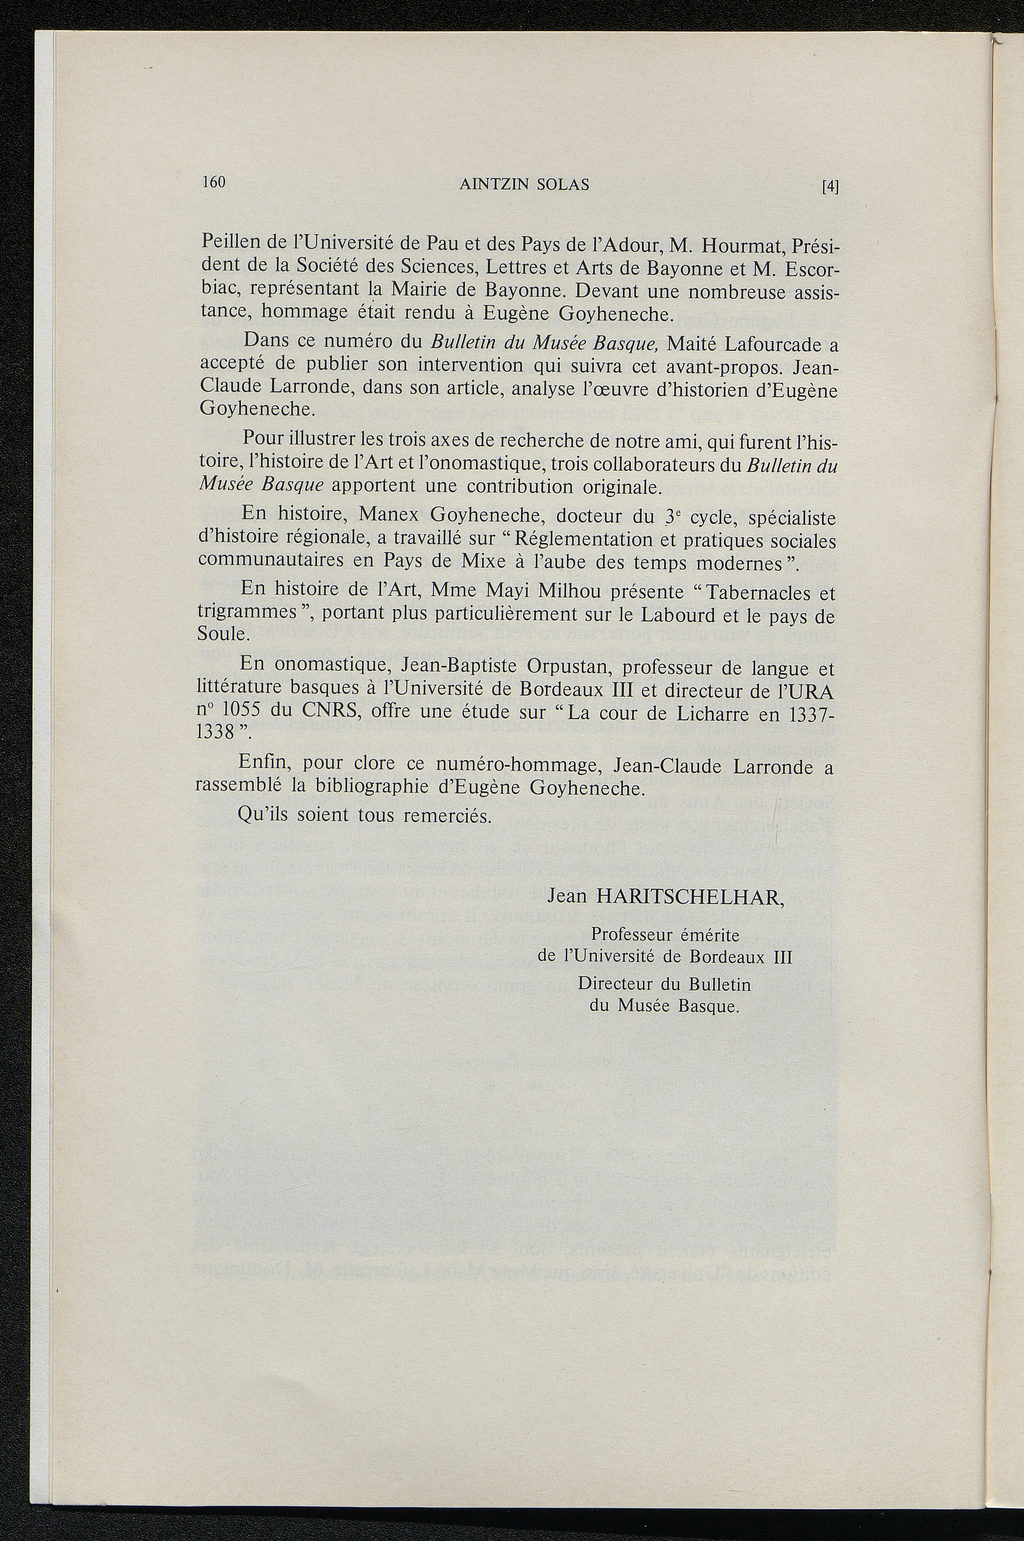 160 AINTZIN SOLAS [4]
Peillen de l'Université de Pau et des Pays de l'Adour, M. Hourmat, Prési-
dent de la Société des Sciences, Lettres et Arts de Bayonne et M. Escor-
biac, représentant la Mairie de Bayonne. Devant une nombreuse assis-
tance, hommage était rendu à Eugène Goyheneche.
Dans ce numéro du Bulletin du Musée Basque, Maité Lafourcade a
accepté de publier son intervention qui suivra cet avant-propos. Jean-
Claude Larronde, dans son article, analyse l'œuvre d'historien d'Eugène
Goyheneche.
Pour illustrer les trois axes de recherche de notre ami, qui furent l'his-
toire, l'histoire de l'Art et l'onomastique, trois collaborateurs du Bulletin du
Musée Basque apportent une contribution originale.
En histoire, Manex Goyheneche, docteur du 3e cycle, spécialiste
d'histoire régionale, a travaillé sur “Réglementation et pratiques sociales
communautaires en Pays de Mixe à l'aube des temps modernes”.
En histoire de l'Art, Mme Mayi Milhou présente “Tabernacles et
trigrammes”, portant plus particulièrement sur le Labourd et le pays de
Soule.
En onomastique, Jean-Baptiste Orpustan, professeur de langue et
littérature basques à l'Université de Bordeaux III et directeur de l'URA
n° 1055 du CNRS, offre une étude sur “La cour de Licharre en 1337-
1338”.
Enfin, pour clore ce numéro-hommage, Jean-Claude Larronde a
rassemblé la bibliographie d'Eugène Goyheneche.
Qu'ils soient tous remerciés.
Jean HARITSCHELHAR,
Professeur émérite
de l'Université de Bordeaux III
Directeur du Bulletin
du Musée Basque.